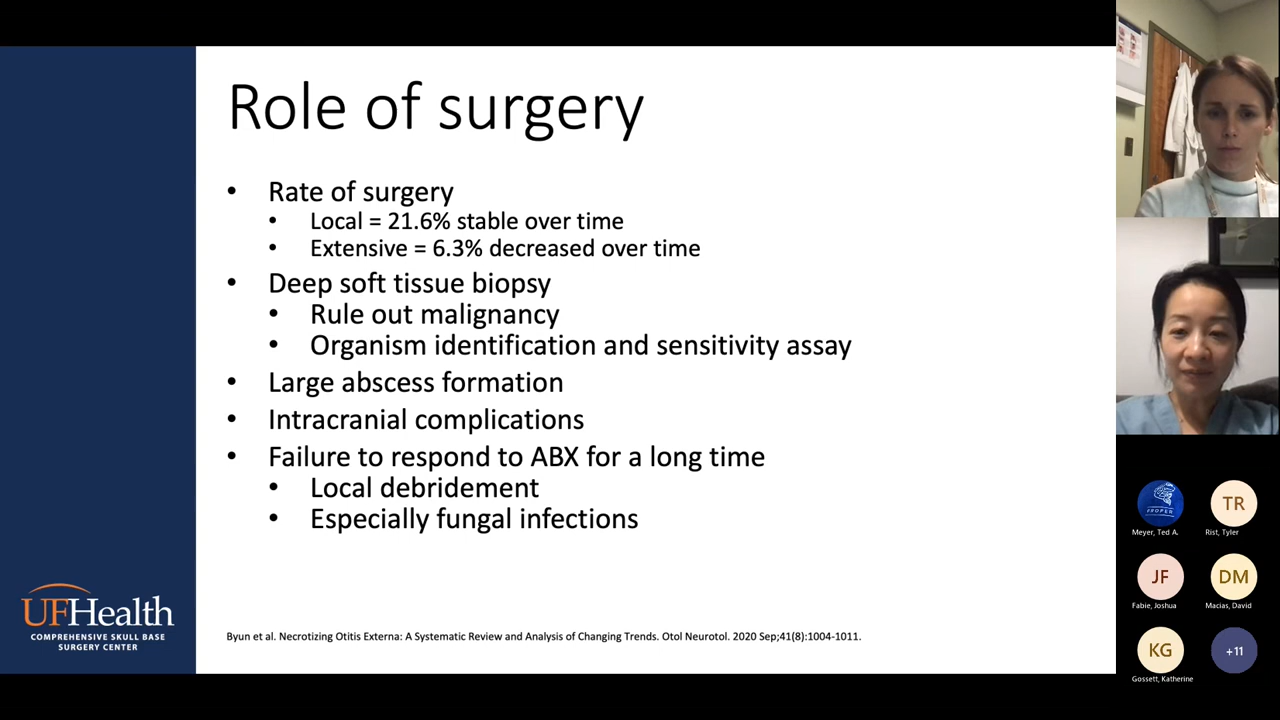 Role of surgery
• Rate of surgery
• Local = 21.6% stable over time
• Extensive = 6.3% decreased over time
• Deep soft tissue biopsy
• Rule out malignancy
• Organism identification and sensitivity assay
• Large abscess formation
• Intracranial complications
• Failure to respond to ABX for a long time
• Local debridement
• Especially fungal infections
Byun et al. Necrotizing Otitis Externa: A Systematic Review and Analysis of Changing Trends. Otol Neurotol. 2020 Sep;41(8):1004-1011.
UFHealth
COMPREHENSIVE SKULL BASE
SURGERY CENTER
PROPER
Meyer, Ted A.
TR
Rist, Tyler
JF
Fabie, Joshua
DM
Macias, David
KG
Gossett, Katherine
+11